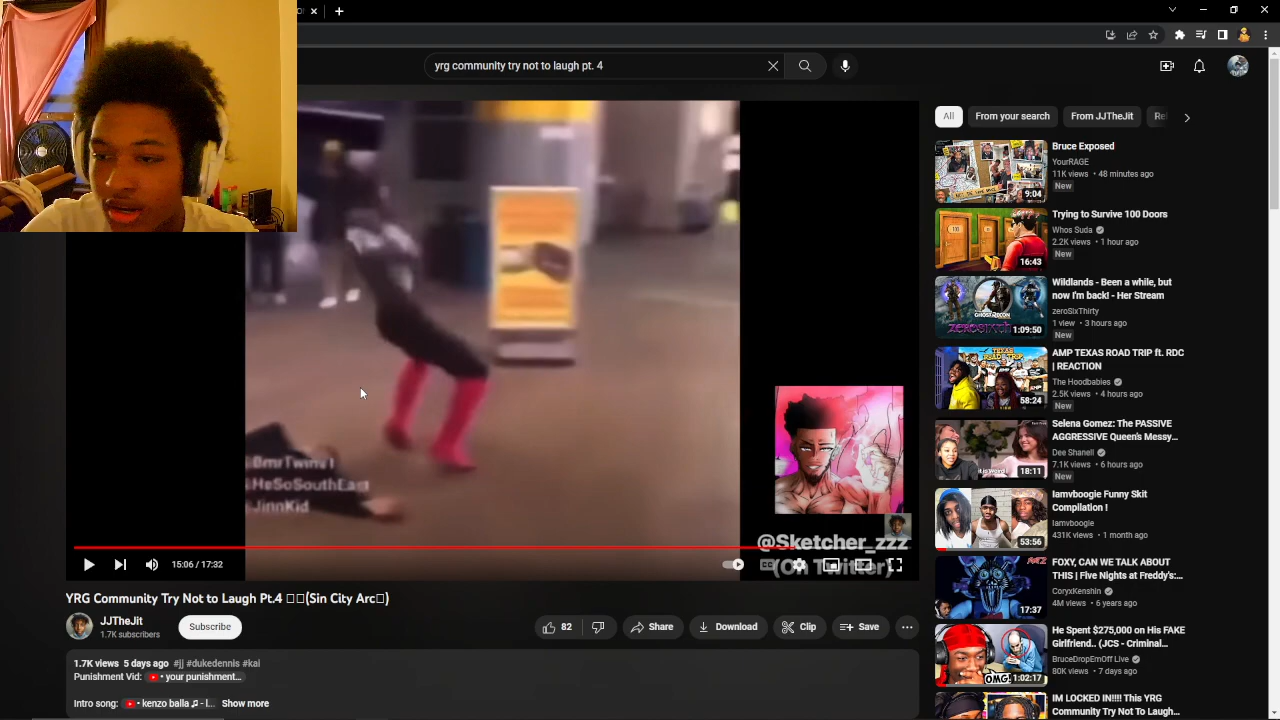 yrg community try not to laugh pt. 4
BmrTwins1
HeSoSouthEast
JinnKid
@Sketcher_zzz
(On Twitter)
15:06 / 17:32
YRG Community Try Not to Laugh Pt.4 (Sin City Arc)
JJTheJit
1.7K subscribers
Subscribe
82
Share
Download
Clip
Save
1.7K views 5 days ago #jj #dukedennis #kai
Punishment Vid: • your punishment...
Intro song: • kenzo balla 🎵 - l... Show more
All
From your search
From JJTheJit
Re
Bruce Exposed
YourRAGE
11K views • 48 minutes ago
New
9:04
Trying to Survive 100 Doors
Whos Suda
2.2K views • 1 hour ago
New
16:43
Wildlands - Been a while, but
now I'm back! - Her Stream
zeroSixThirty
1 view • 3 hours ago
New
1:09:50
AMP TEXAS ROAD TRIP ft. RDC
| REACTION
The Hoodbabies
2.5K views • 4 hours ago
New
58:24
Selena Gomez: The PASSIVE
AGGRESSIVE Queen's Messy...
Dee Shanell
7.1K views • 6 hours ago
New
18:11
Iamvboogie Funny Skit
Compilation !
Iamvboogie
431K views • 1 month ago
53:56
FOXY, CAN WE TALK ABOUT
THIS | Five Nights at Freddy's:...
CoryxKenshin
4M views • 6 years ago
17:37
He Spent $275,000 on His FAKE
Girlfriend.. (JCS - Criminal...
BruceDropEmOff Live
80K views • 7 days ago
OMG!
1:02:17
IM LOCKED IN!!!! This YRG
Community Try Not To Laugh...